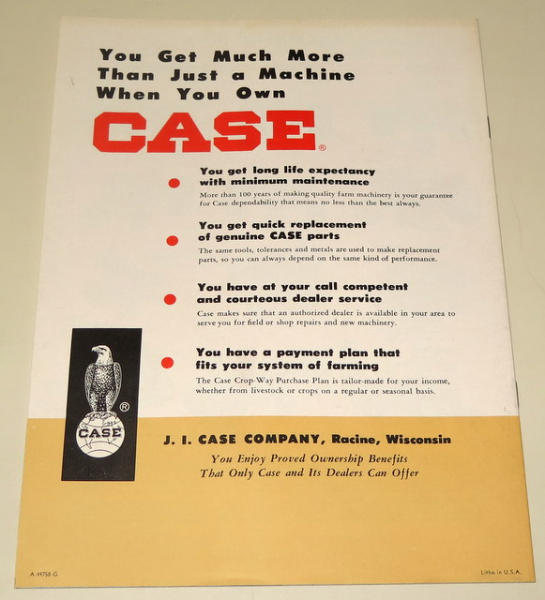 You Get Much More
Than Just a Machine
When You Own
CASE®
You get long life expectancy
with minimum maintenance
More than 100 years of making quality farm machinery is your guarantee
for Case dependability that means no less than the best always.
You get quick replacement
of genuine CASE parts
The same tools, tolerances and metals are used to make replacement
parts, so you can always depend on the same kind of performance.
You have at your call competent
and courteous dealer service
Case makes sure that an authorized dealer is available in your area to
serve you for field or shop repairs and new machinery.
You have a payment plan that
fits your system of farming
The Case Crop-Way Purchase Plan is tailor-made for your income,
whether from livestock or crops on a regular or seasonal basis.
®
CASE
J. I. CASE COMPANY, Racine, Wisconsin
You Enjoy Proved Ownership Benefits
That Only Case and Its Dealers Can Offer
Litho in U.S.A.